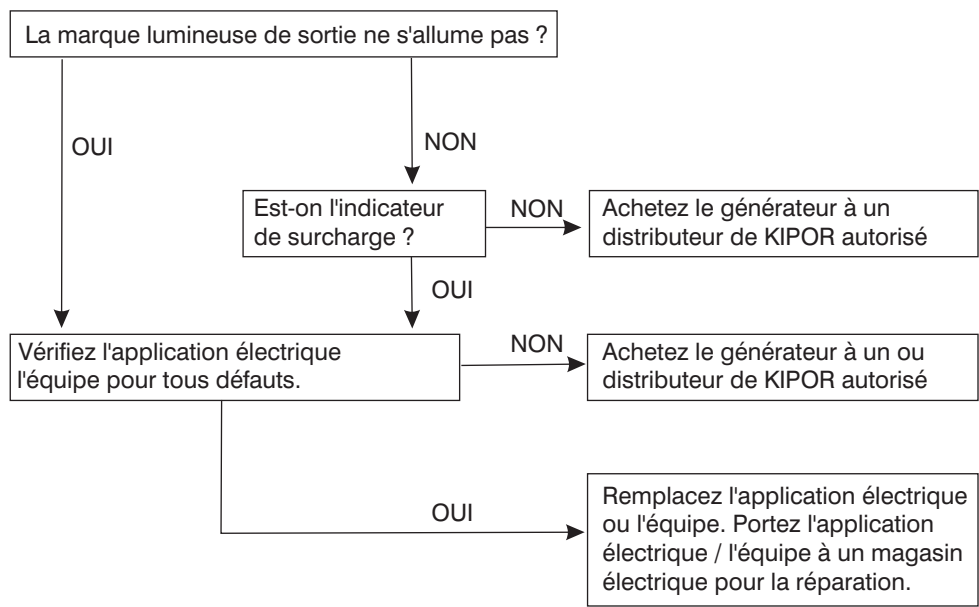 La marque lumineuse de sortie ne s'allume pas ?
OUI
NON
Est-on l'indicateur
de surcharge ?
NON
Achetez le générateur à un
distributeur de KIPOR autorisé
OUI
Vérifiez l'application électrique
l'équipe pour tous défauts.
NON
Achetez le générateur à un ou
distributeur de KIPOR autorisé
OUI
Remplacez l'application électrique
ou l'équipe. Portez l'application
électrique / l'équipe à un magasin
électrique pour la réparation.